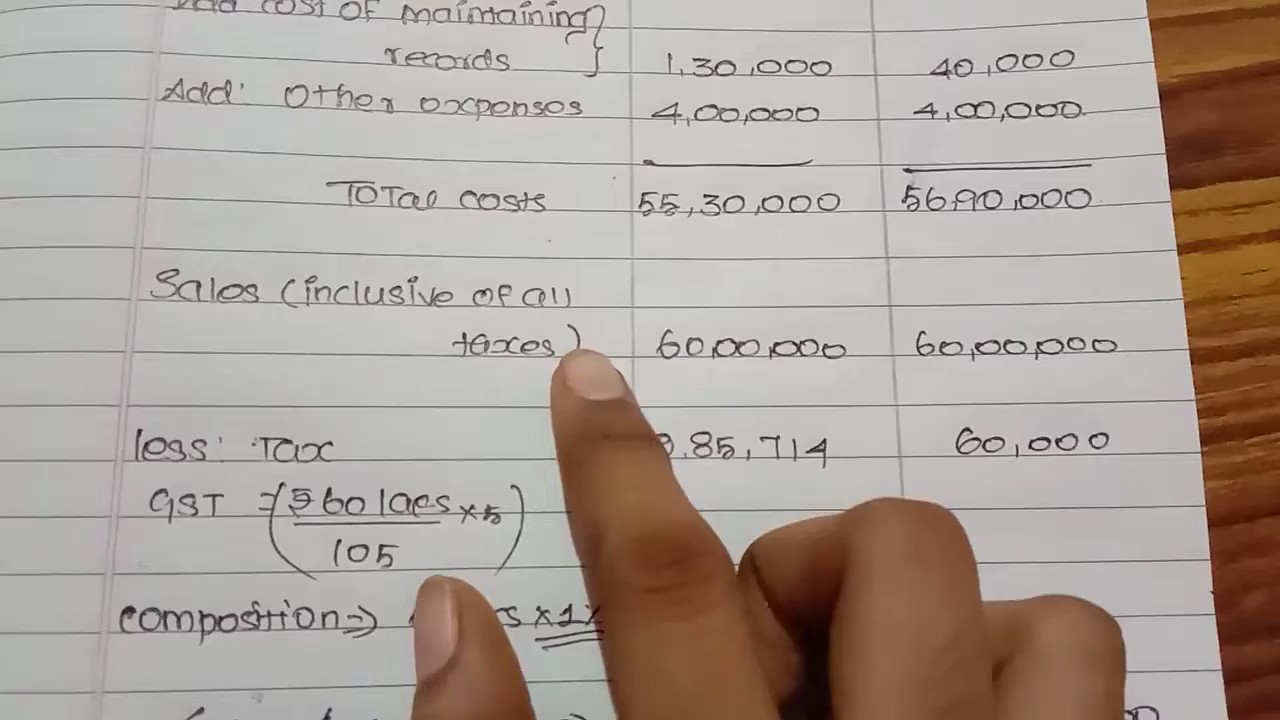 Add cost of maintaining
records } 1,30,000 40,000
Add: Other expenses 4,00,000 4,00,000
Total costs 55,30,000 56,90,000
Sales (inclusive of all
taxes) 60,00,000 60,00,000
less: Tax ,85,714 60,000
GST = (₹60 lacs × 5
105)
composition ⇒ s × 1%